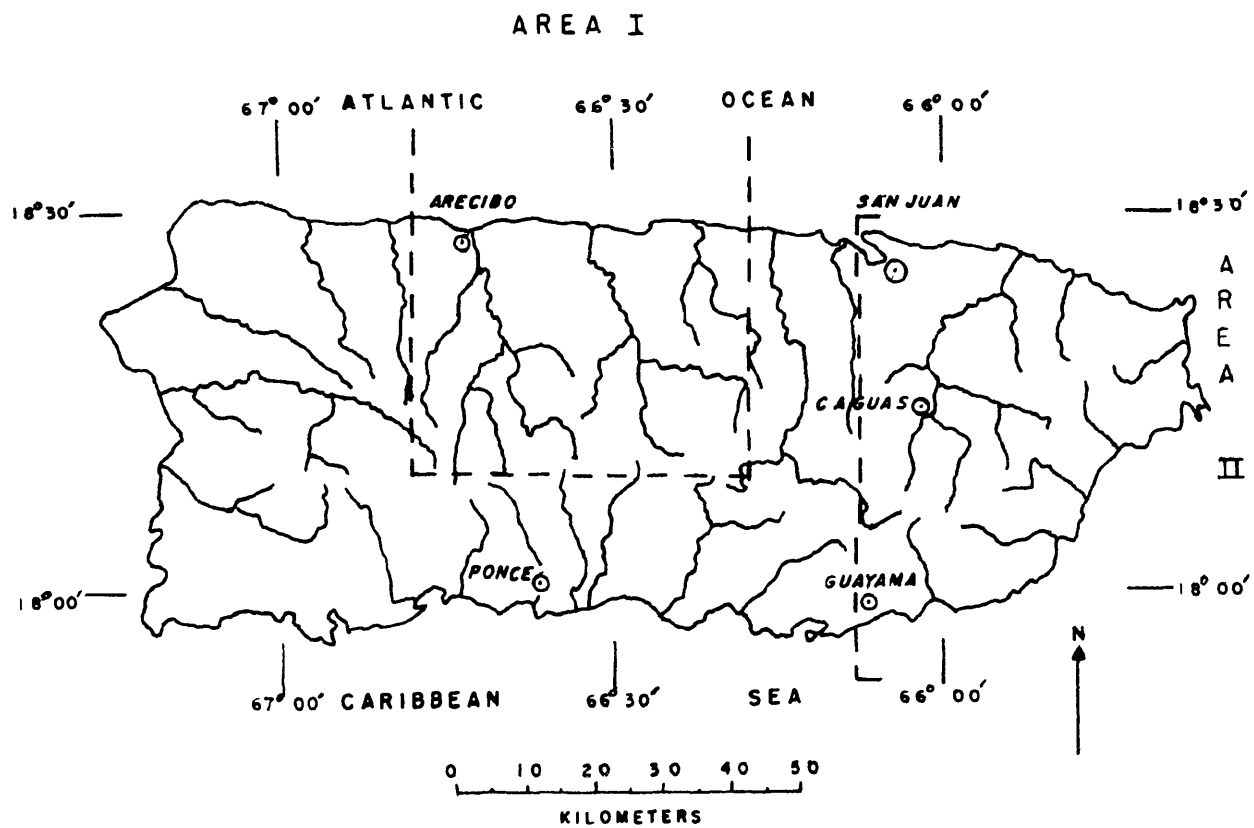 AREA I
67° 00' ATLANTIC 66° 30' OCEAN 66° 00'
18° 30' ARECIBO SAN JUAN 18° 30'
AREA II
CAGUAS
PONCE GUAYAMA
18° 00' 18° 00'
N
67° 00' CARIBBEAN 66° 30' SEA 66° 00'
0 10 20 30 40 50
KILOMETERS